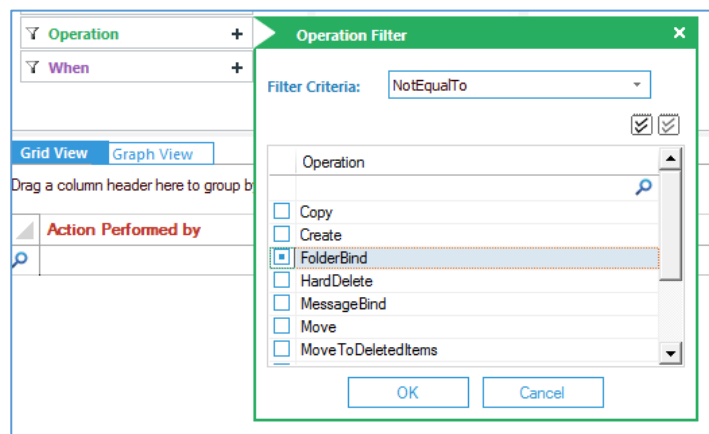 Operation +
When +
Operation Filter ×
Filter Criteria: NotEqualTo
Operation
Copy
Create
FolderBind
HardDelete
MessageBind
Move
MoveToDeletedItems
OK Cancel
Grid View Graph View
Drag a column header here to group b
Action Performed by